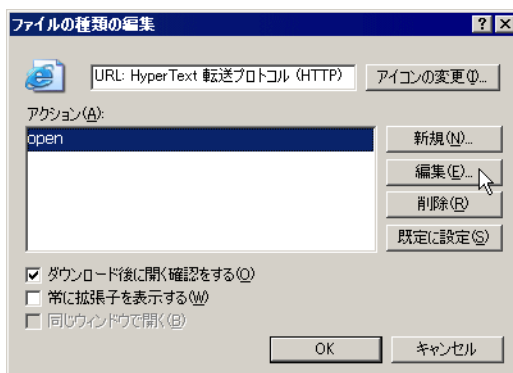 ファイルの種類の編集
URL: HyperText 転送プロトコル (HTTP)
アイコンの変更(I)...
アクション(A):
open
新規(N)...
編集(E)...
削除(R)
既定に設定(S)
ダウンロード後に開く確認をする(O)
常に拡張子を表示する(W)
同じウィンドウで開く(B)
OK
キャンセル